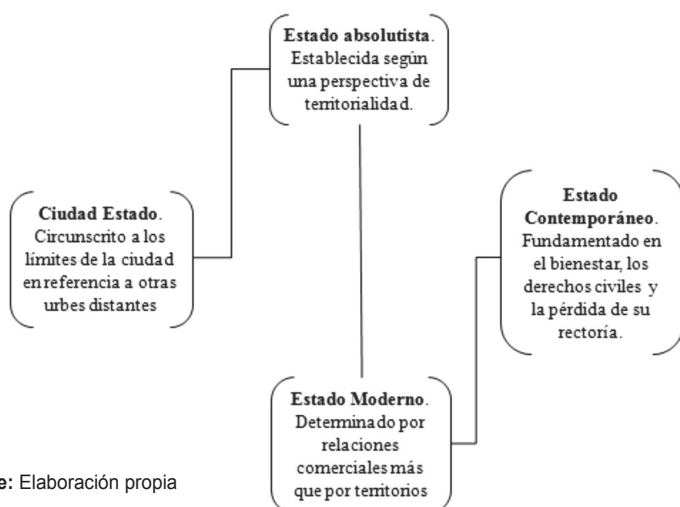 Estado absolutista.
Establecida según
una perspectiva de
territorialidad.
Ciudad Estado.
Circunscrito a los
límites de la ciudad
en referencia a otras
urbes distantes
Estado
Contemporáneo.
Fundamentado en
el bienestar, los
derechos civiles y
la pérdida de su
rectoría.
Estado Moderno.
Determinado por
relaciones
comerciales más
que por territorios
e: Elaboración propia